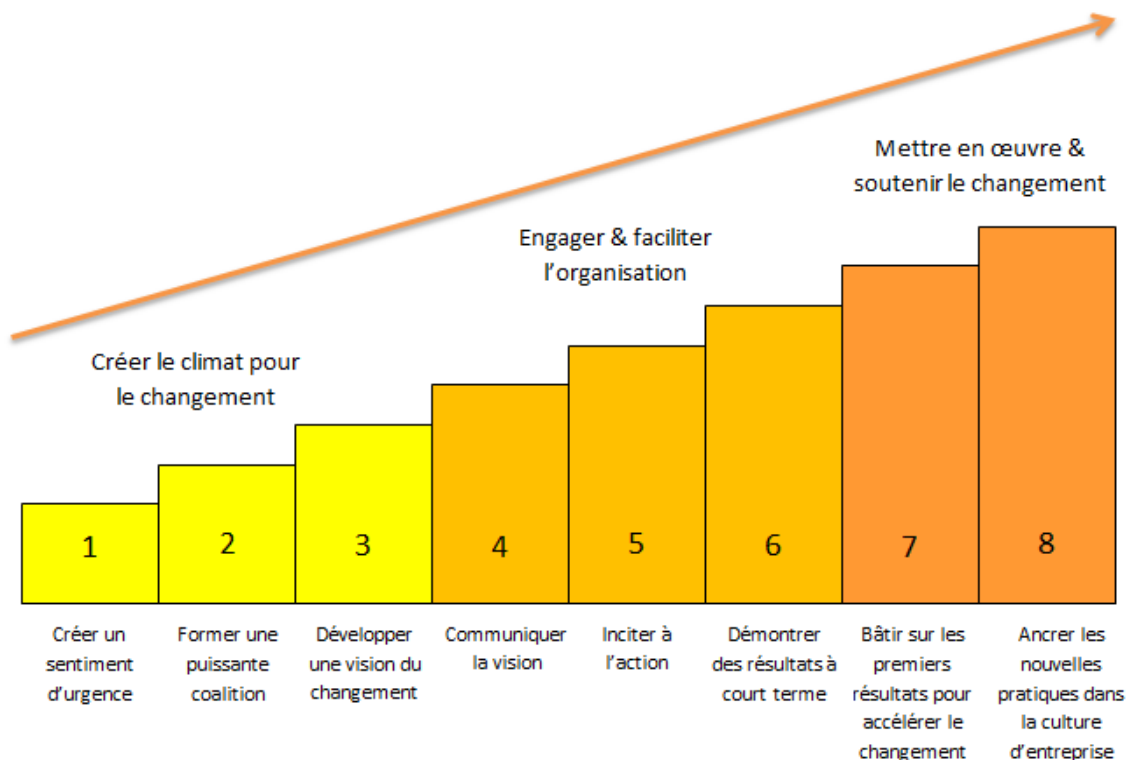 Mettre en œuvre &
soutenir le changement
Engager & faciliter
l'organisation
Créer le climat pour
le changement
1
2
3
4
5
6
7
8
Créer un
sentiment
d'urgence
Former une
puissante
coalition
Développer
une vision du
changement
Communiquer
la vision
Inciter à
l'action
Démontrer
des résultats à
court terme
Bâtir sur les
premiers
résultats pour
accélérer le
changement
Ancrer les
nouvelles
pratiques dans
la culture
d'entreprise